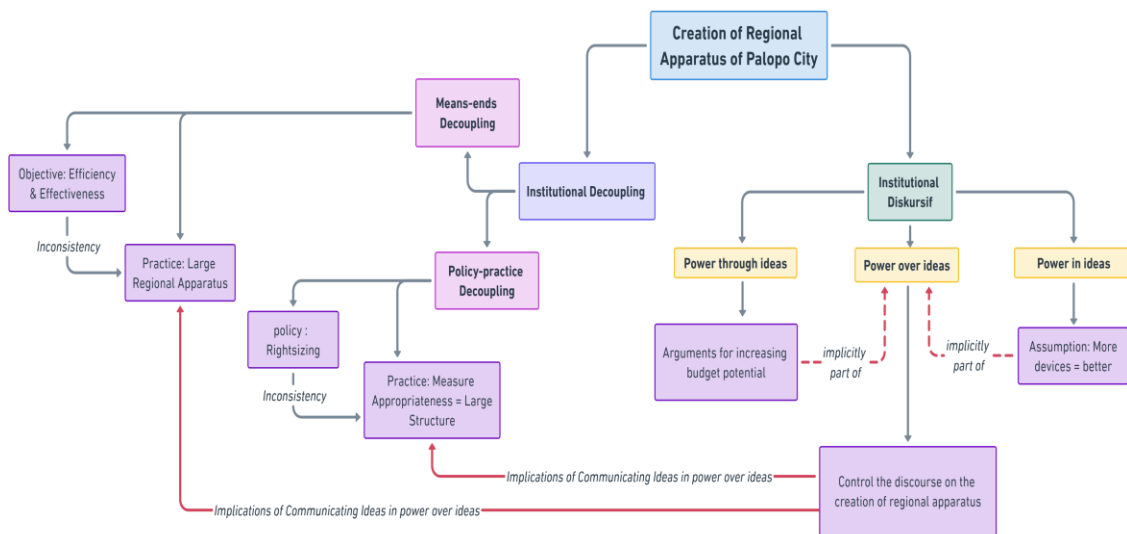 Creation of Regional
Apparatus of Palopo City
Means-ends
Decoupling
Objective: Efficiency
& Effectiveness
Institutional Decoupling
Institutional
Diskursif
Inconsistency
Practice: Large
Regional Apparatus
Power through ideas
Power over ideas
Power in ideas
Policy-practice
Decoupling
policy :
Rightsizing
Arguments for increasing
budget potential
implicitly
part of
implicitly
part of
Assumption: More
devices = better
Inconsistency
Practice: Measure
Appropriateness = Large
Structure
Implications of Communicating Ideas in power over ideas
Control the discourse on the
creation of regional apparatus
Implications of Communicating Ideas in power over ideas